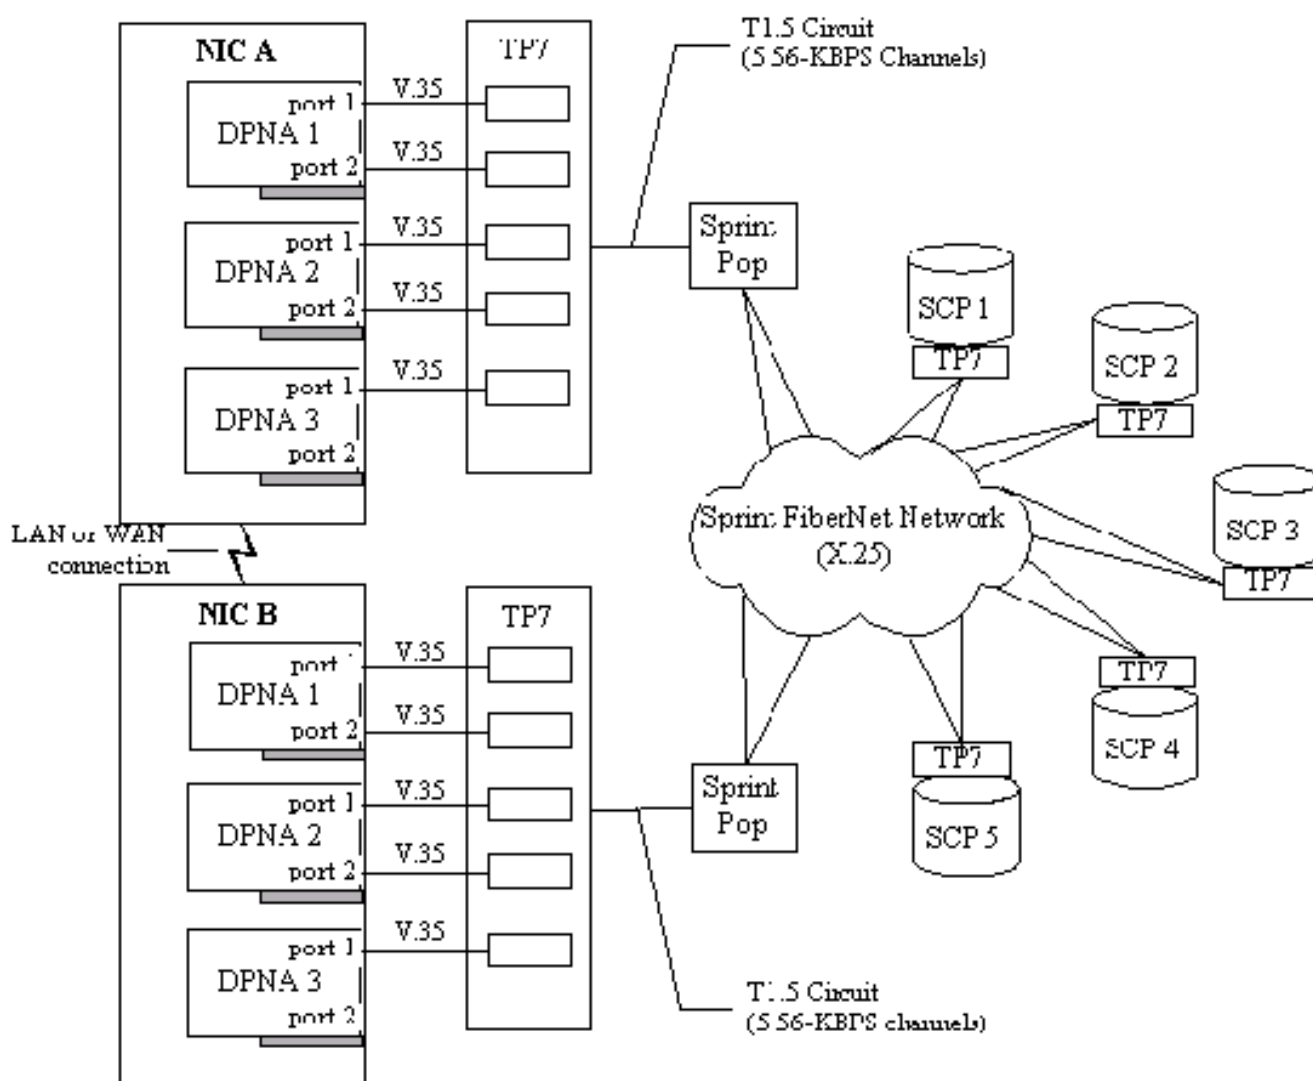 NIC A
port 1
DPNA 1
port 2
port 1
DPNA 2
port 2
port 1
DPNA 3
port 2
V.35
V.35
V.35
V.35
V.35
TP7
T1.5 Circuit
(5 56-KBPS Channels)
Sprint
Pop
SCP 1
TP7
SCP 2
TP7
SCP 3
TP7
TP7
SCP 4
TP7
SCP 5
Sprint FiberNet Network
(X.25)
LAN or WAN
connection
NIC B
port
DPNA 1
port 2
port 1
DPNA 2
port 2
port 1
DPNA 3
port 2
V.35
V.35
V.35
V.35
V.35
TP7
Sprint
Pop
T1.5 Circuit
(5 56-KBPS channels)